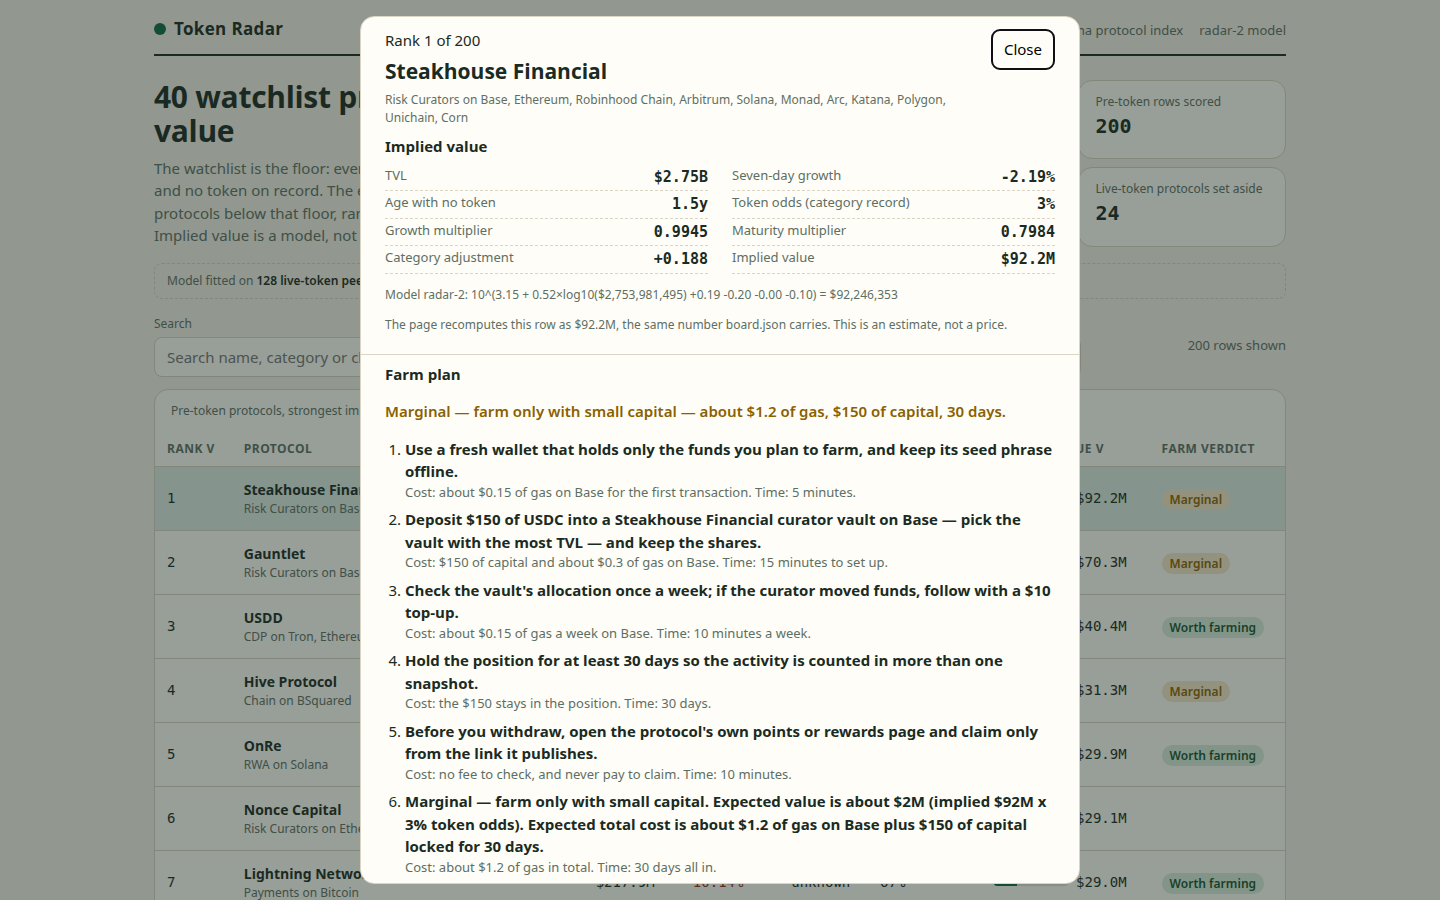 Token Radar
na protocol index radar-2 model
40 watchlist p
value
The watchlist is the floor: eve
and no token on record. The e
protocols below that floor, ran
Implied value is a model, not
Pre-token rows scored
200
Live-token protocols set aside
24
Model fitted on 128 live-token pee
Search
Search name, category or c
200 rows shown
Pre-token protocols, strongest im
RANK V PROTOCOL UE V FARM VERDICT
1 Steakhouse Finan $92.2M Marginal
Risk Curators on Bas
2 Gauntlet $70.3M Marginal
Risk Curators on Bas
3 USDD $40.4M Worth farming
CDP on Tron, Ethereu
4 Hive Protocol $31.3M Marginal
Chain on BSquared
5 OnRe $29.9M Worth farming
RWA on Solana
6 Nonce Capital $29.1M
Risk Curators on Ethe
7 Lightning Netwo $29.0M Worth farming
Payments on Bitcoin
Rank 1 of 200
Close
Steakhouse Financial
Risk Curators on Base, Ethereum, Robinhood Chain, Arbitrum, Solana, Monad, Arc, Katana, Polygon,
Unichain, Corn
Implied value
TVL $2.75B Seven-day growth -2.19%
Age with no token 1.5y Token odds (category record) 3%
Growth multiplier 0.9945 Maturity multiplier 0.7984
Category adjustment +0.188 Implied value $92.2M
Model radar-2: 10^(3.15 + 0.52×log10($2,753,981,495) +0.19 -0.20 -0.00 -0.10) = $92,246,353
The page recomputes this row as $92.2M, the same number board.json carries. This is an estimate, not a price.
Farm plan
Marginal — farm only with small capital — about $1.2 of gas, $150 of capital, 30 days.
1. Use a fresh wallet that holds only the funds you plan to farm, and keep its seed phrase
offline.
Cost: about $0.15 of gas on Base for the first transaction. Time: 5 minutes.
2. Deposit $150 of USDC into a Steakhouse Financial curator vault on Base — pick the
vault with the most TVL — and keep the shares.
Cost: $150 of capital and about $0.3 of gas on Base. Time: 15 minutes to set up.
3. Check the vault's allocation once a week; if the curator moved funds, follow with a $10
top-up.
Cost: about $0.15 of gas a week on Base. Time: 10 minutes a week.
4. Hold the position for at least 30 days so the activity is counted in more than one
snapshot.
Cost: the $150 stays in the position. Time: 30 days.
5. Before you withdraw, open the protocol's own points or rewards page and claim only
from the link it publishes.
Cost: no fee to check, and never pay to claim. Time: 10 minutes.
6. Marginal — farm only with small capital. Expected value is about $2M (implied $92M x
3% token odds). Expected total cost is about $1.2 of gas on Base plus $150 of capital
locked for 30 days.
Cost: about $1.2 of gas in total. Time: 30 days all in.